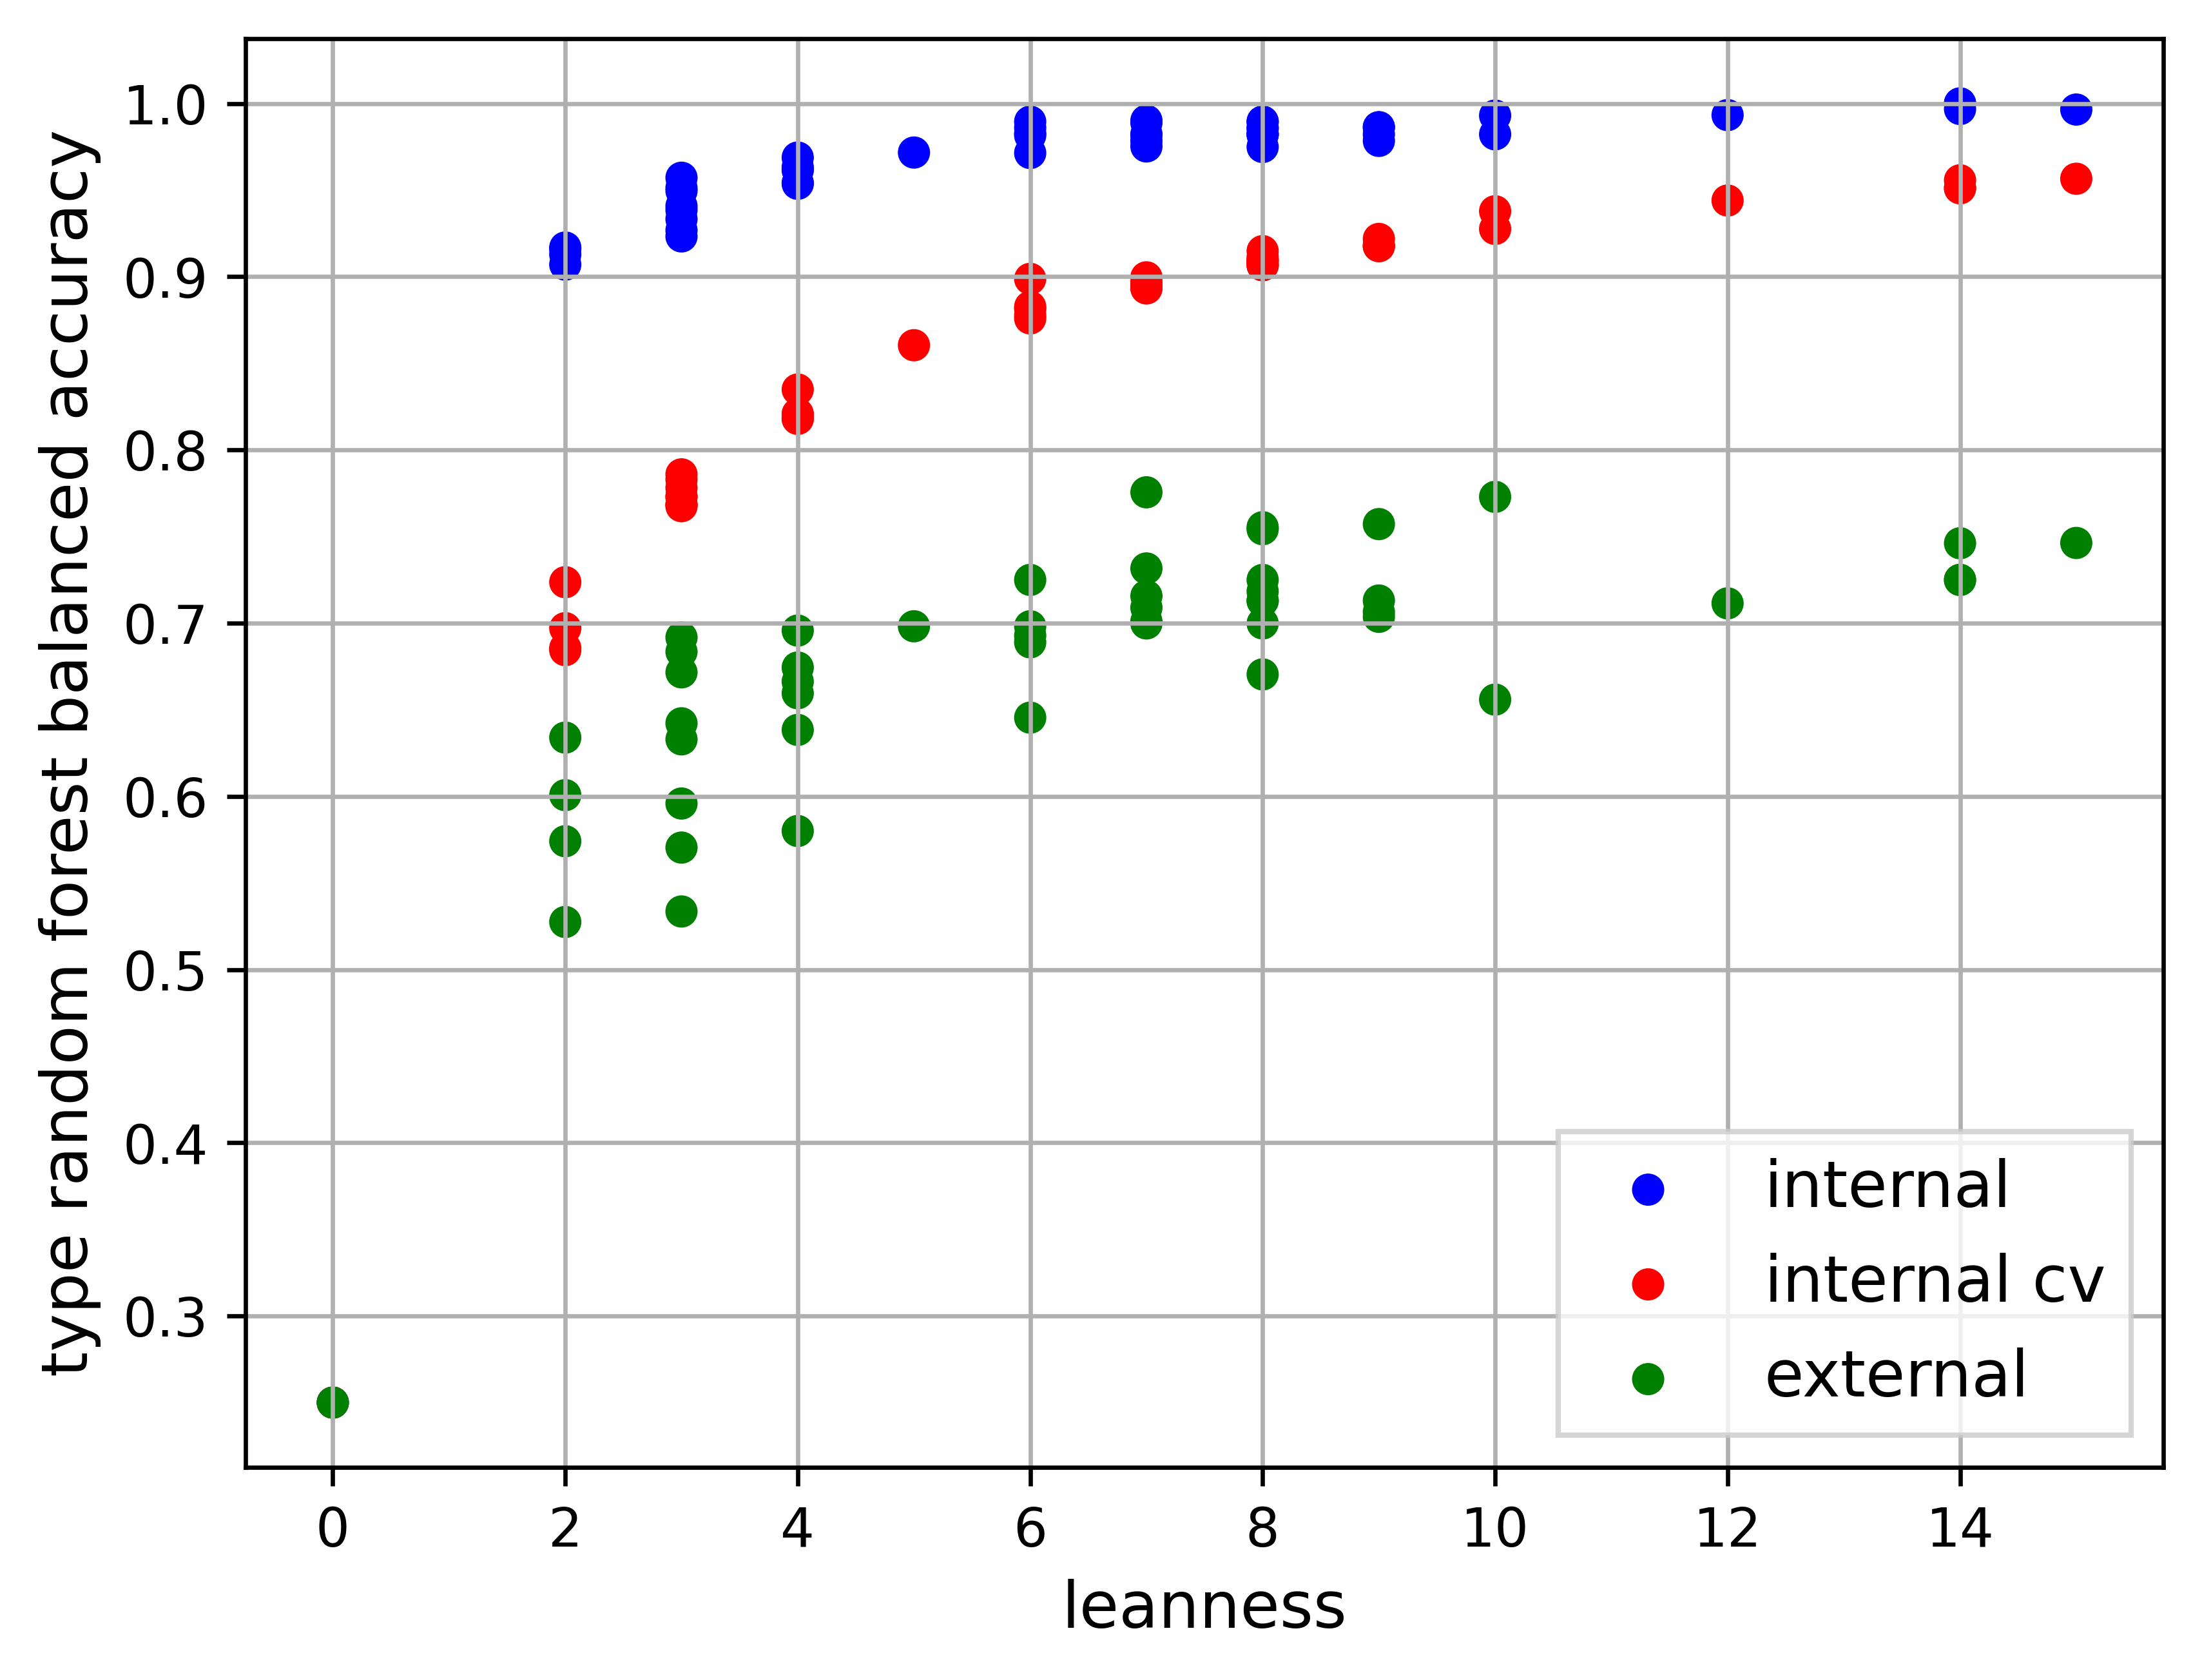 type random forest balanced accuracy
1.0
0.9
0.8
0.7
0.6
0.5
0.4
0.3
internal
internal cv
external
0 2 4 6 8 10 12 14
leanness